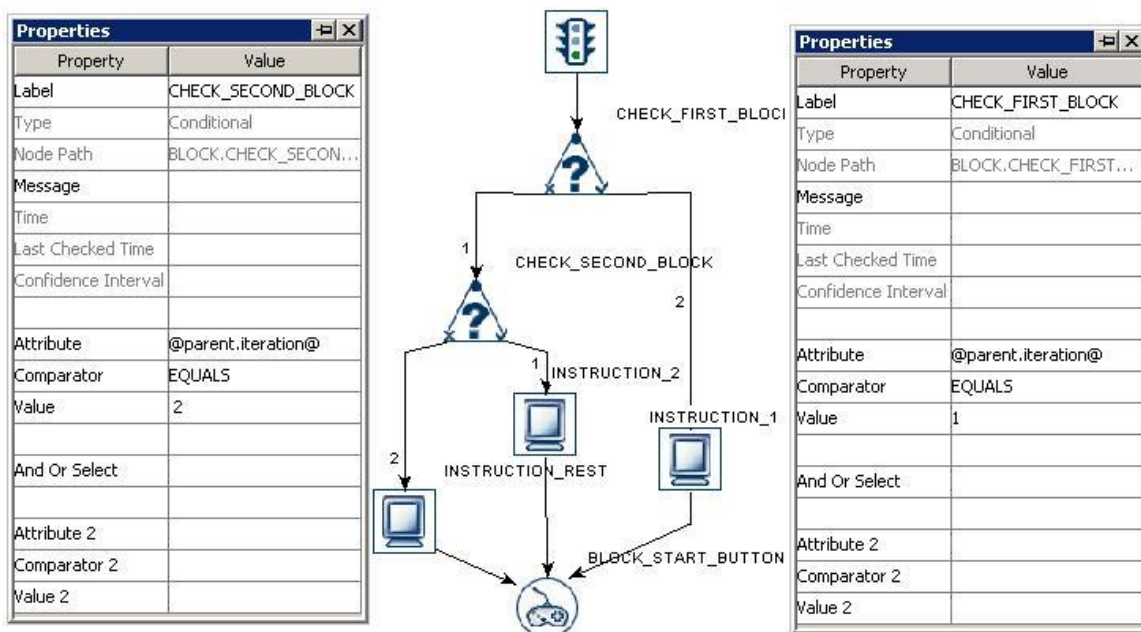 Properties
Property Value
Label CHECK_SECOND_BLOCK
Type Conditional
Node Path BLOCK.CHECK_SECON...
Message
Time
Last Checked Time
Confidence Interval
Attribute @parent.iteration@
Comparator EQUALS
Value 2
And Or Select
Attribute 2
Comparator 2
Value 2
CHECK_FIRST_BLOC
?
1
CHECK_SECOND_BLOCK
2
?
1
INSTRUCTION_2
INSTRUCTION_1
2
INSTRUCTION_REST
BLOCK_START_BUTTON
Properties
Property Value
Label CHECK_FIRST_BLOCK
Type Conditional
Node Path BLOCK.CHECK_FIRST...
Message
Time
Last Checked Time
Confidence Interval
Attribute @parent.iteration@
Comparator EQUALS
Value 1
And Or Select
Attribute 2
Comparator 2
Value 2